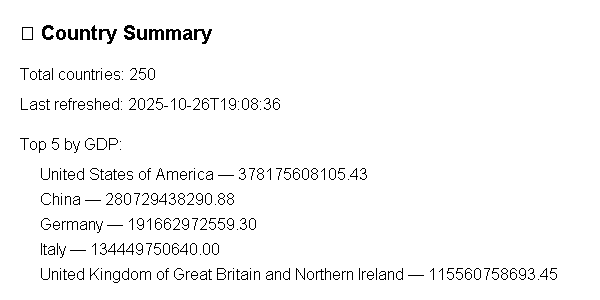 Country Summary
Total countries: 250
Last refreshed: 2025-10-26T19:08:36
Top 5 by GDP:
United States of America — 378175608105.43
China — 280729438290.88
Germany — 191662972559.30
Italy — 134449750640.00
United Kingdom of Great Britain and Northern Ireland — 115560758693.45